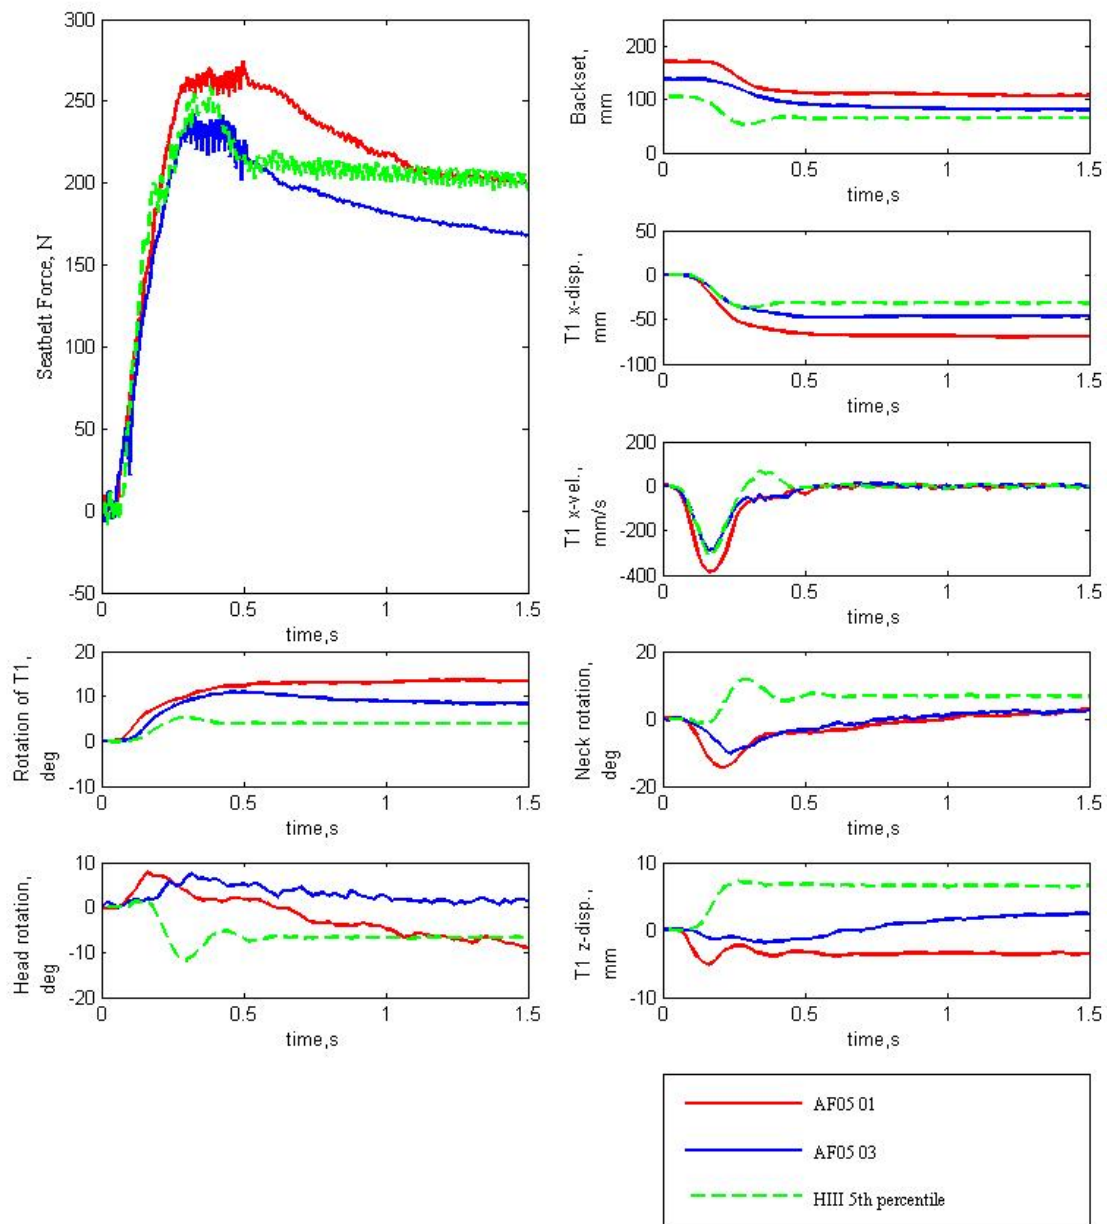 300
250
200
150
100
50
0
-50
Seatbelt Force, N
0
0.5
1
1.5
time,s
200
100
0
Backset,
mm
0
0.5
1
1.5
time,s
50
0
-50
-100
T1 x-disp.,
mm
0
0.5
1
1.5
time,s
200
0
-200
-400
T1 x-vel.,
mm/s
0
0.5
1
1.5
time,s
20
10
0
-10
Rotation of T1,
deg
0
0.5
1
1.5
time,s
20
0
-20
Neck rotation,
deg
0
0.5
1
1.5
time,s
10
0
-10
-20
Head rotation,
deg
0
0.5
1
1.5
time,s
10
0
-10
T1 z-disp.,
mm
0
0.5
1
1.5
time,s
AF05 01
AF05 03
HIII 5th percentile